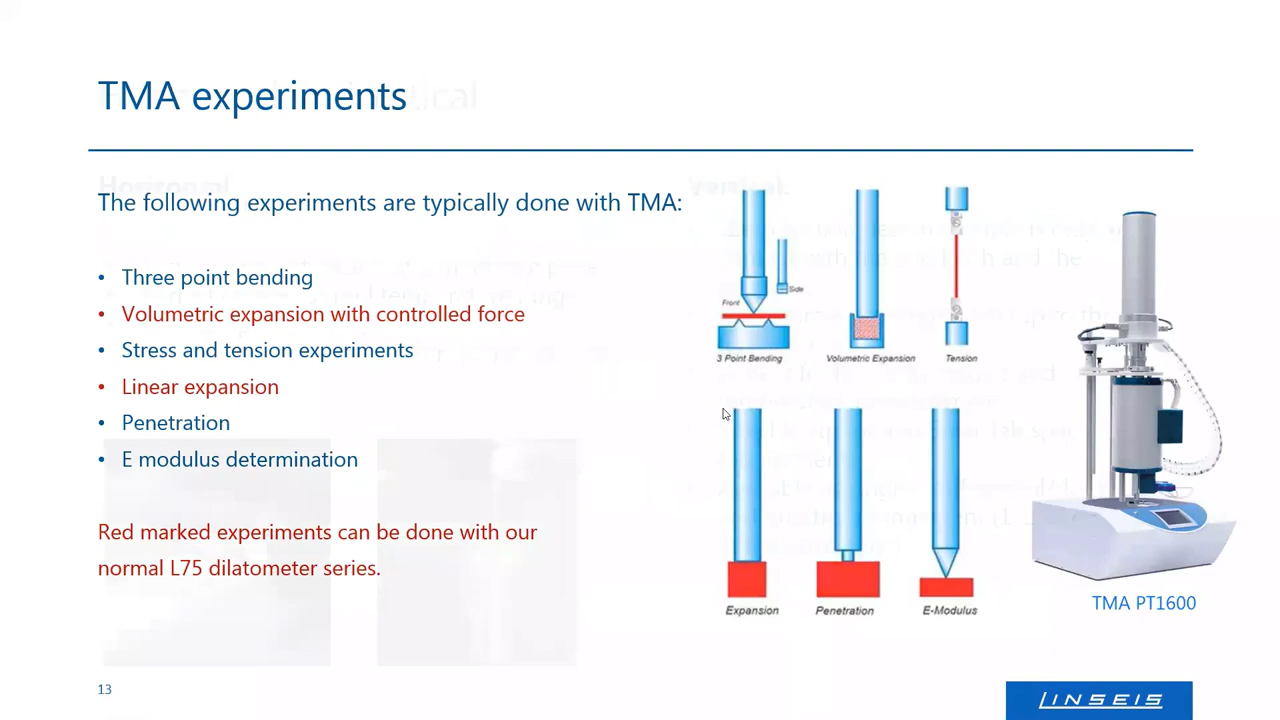 TMA experiments
The following experiments are typically done with TMA:
• Three point bending
• Volumetric expansion with controlled force
• Stress and tension experiments
• Linear expansion
• Penetration
• E modulus determination
Red marked experiments can be done with our
normal L75 dilatometer series.
Front
Side
3 Point Bending
Volumetric Expansion
Tension
Expansion
Penetration
E-Modulus
TMA PT1600
13
LINSEIS